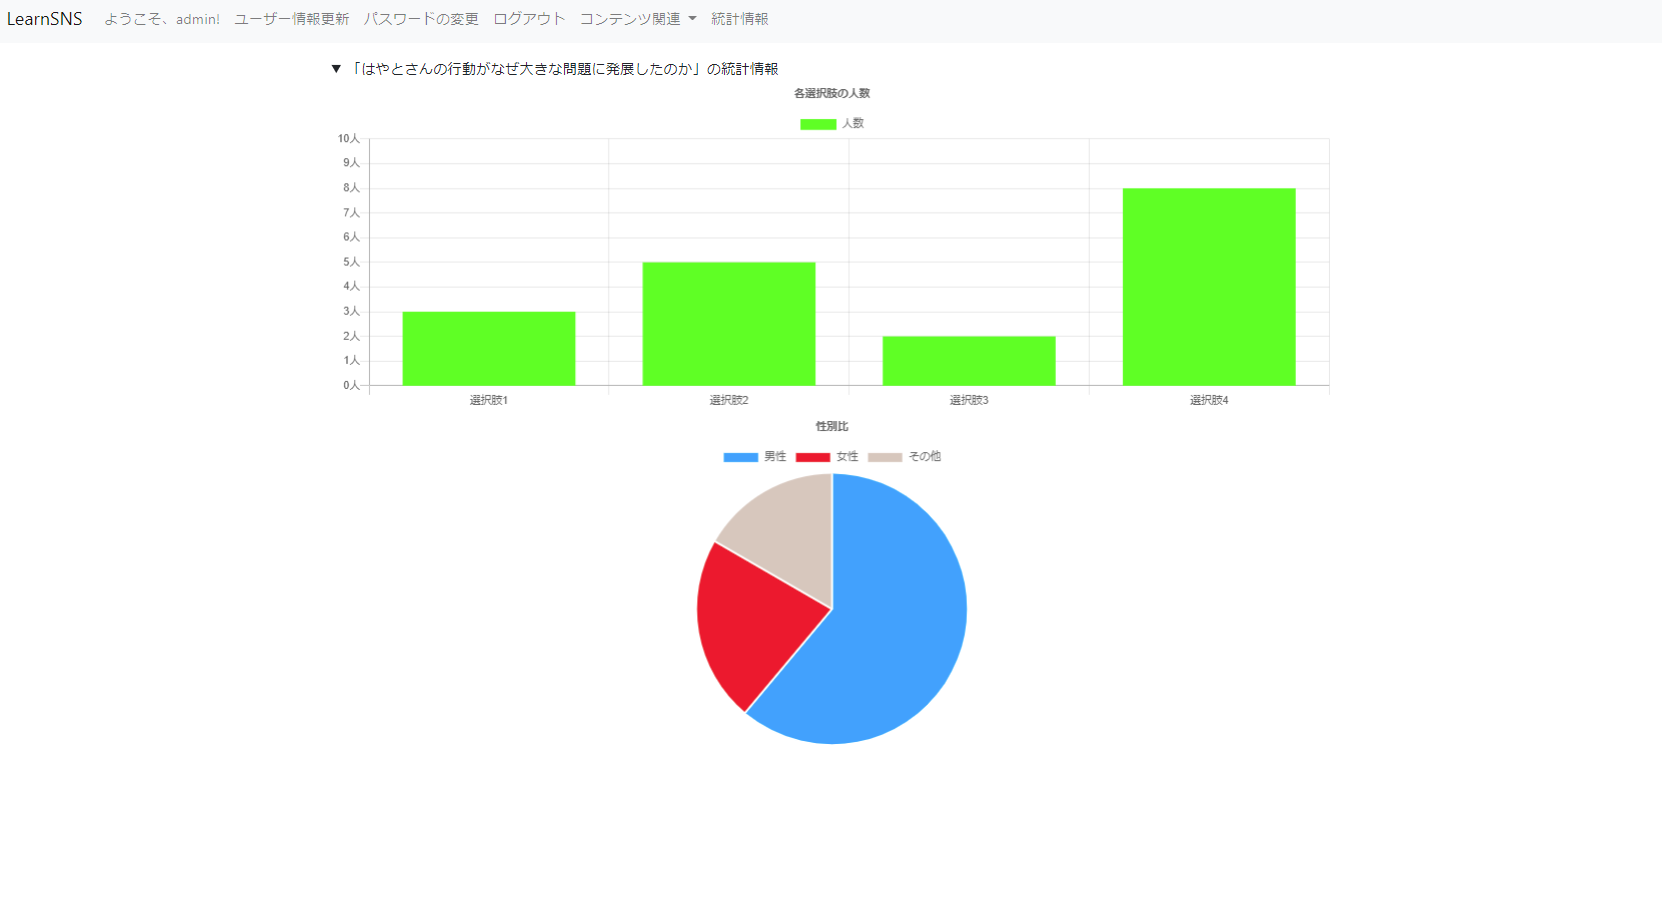 LearnSNS ようこそ、admin! ユーザー情報更新 パスワードの変更 ログアウト コンテンツ関連 統計情報
▼ 「はやとさんの行動がなぜ大きな問題に発展したのか」の統計情報
各選択肢の人数
人数
10人
9人
8人
7人
6人
5人
4人
3人
2人
1人
0人
選択肢1 選択肢2 選択肢3 選択肢4
性別比
男性 女性 その他